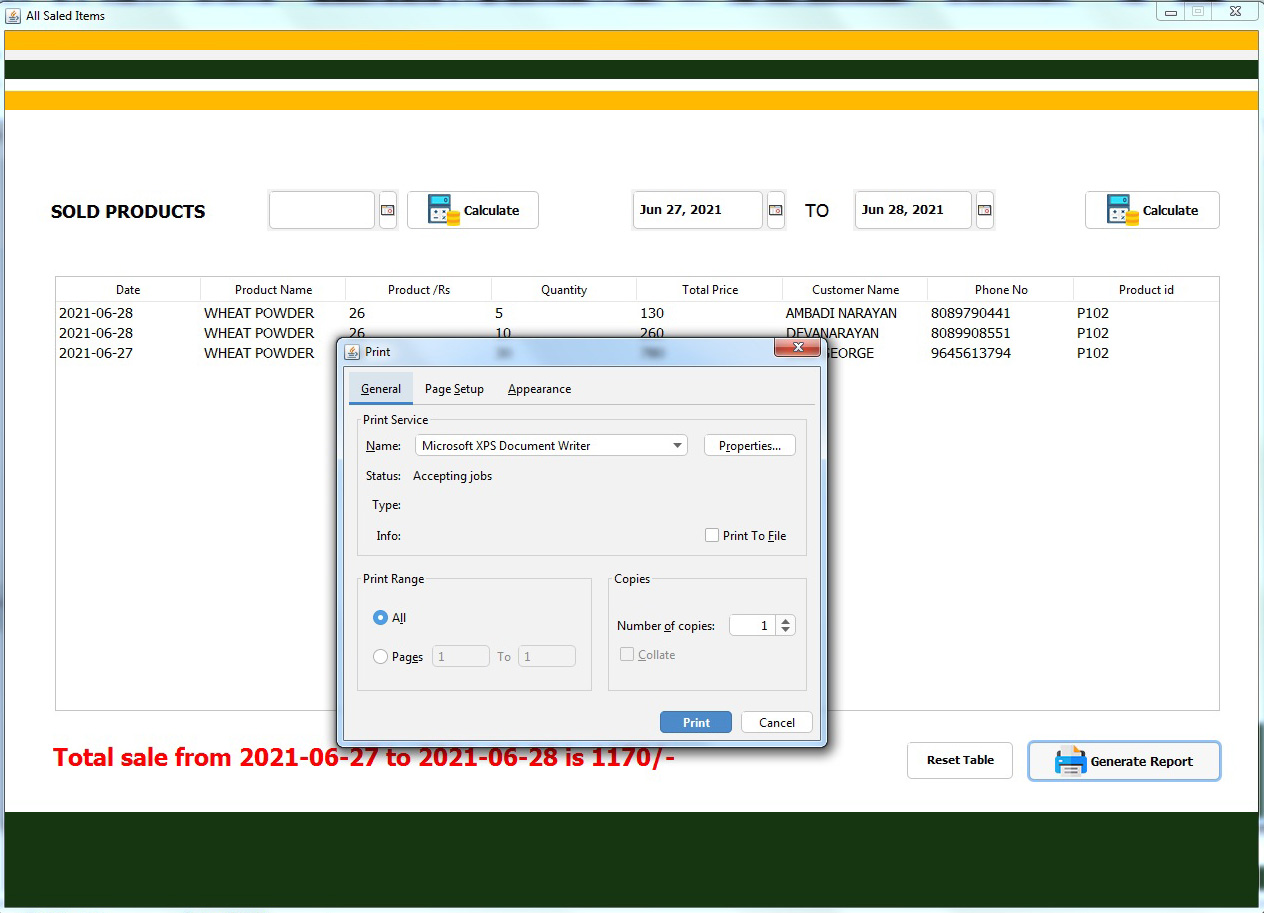 All Saled Items
SOLD PRODUCTS Calculate Jun 27, 2021 TO Jun 28, 2021 Calculate
Date Product Name Product /Rs Quantity Total Price Customer Name Phone No Product id
2021-06-28 WHEAT POWDER 26 5 130 AMBADI NARAYAN 8089790441 P102
2021-06-28 WHEAT POWDER 26 10 260 DEVANARAYAN 8089908551 P102
2021-06-27 WHEAT POWDER GEORGE 9645613794 P102
Print
General Page Setup Appearance
Print Service
Name: Microsoft XPS Document Writer Properties...
Status: Accepting jobs
Type:
Info: Print To File
Print Range Copies
All
Number of copies: 1
Pages 1 To 1 Collate
Print Cancel
Total sale from 2021-06-27 to 2021-06-28 is 1170/-
Reset Table Generate Report